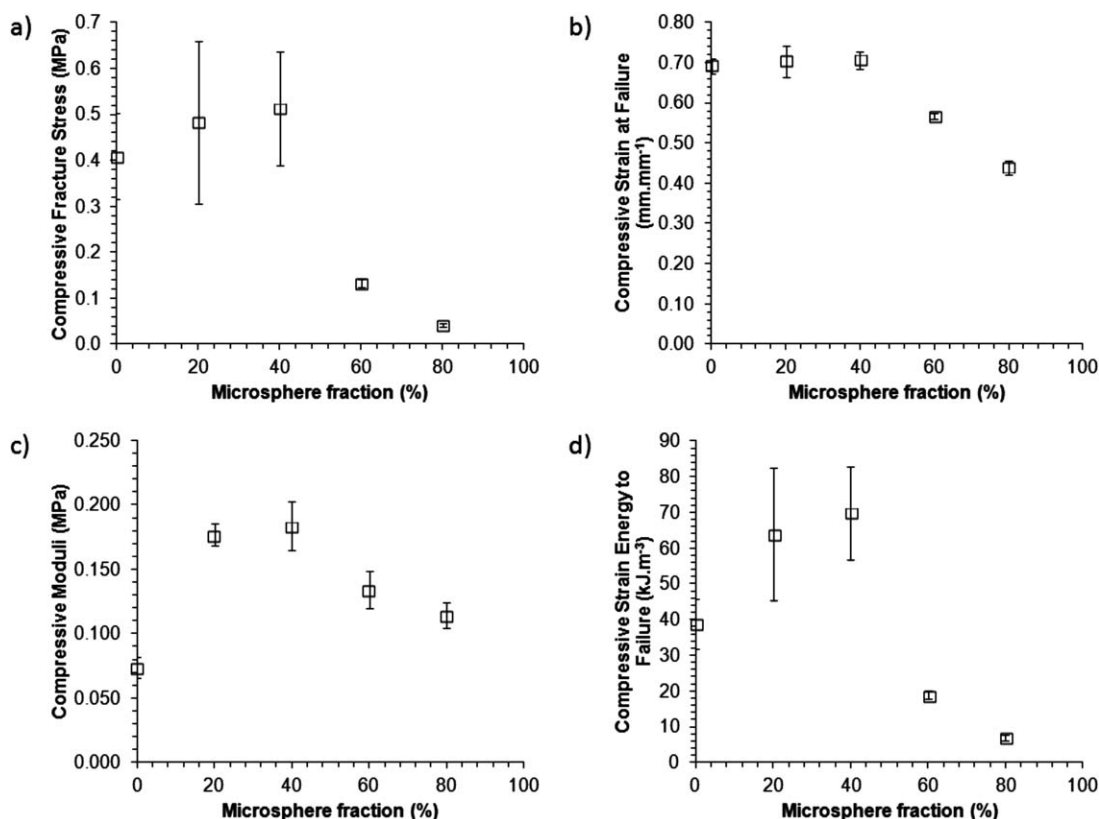 a)
Compressive Fracture Stress (MPa)
0.7
0.6
0.5
0.4
0.3
0.2
0.1
0.0
0 20 40 60 80 100
Microsphere fraction (%)
b)
Compressive Strain at Failure
(mm.mm⁻¹)
0.80
0.70
0.60
0.50
0.40
0.30
0.20
0.10
0.00
0 20 40 60 80 100
Microsphere fraction (%)
c)
Compressive Moduli (MPa)
0.250
0.200
0.150
0.100
0.050
0.000
0 20 40 60 80 100
Microsphere fraction (%)
d)
Compressive Strain Energy to
Failure (kJ.m⁻³)
90
80
70
60
50
40
30
20
10
0
0 20 40 60 80 100
Microsphere fraction (%)